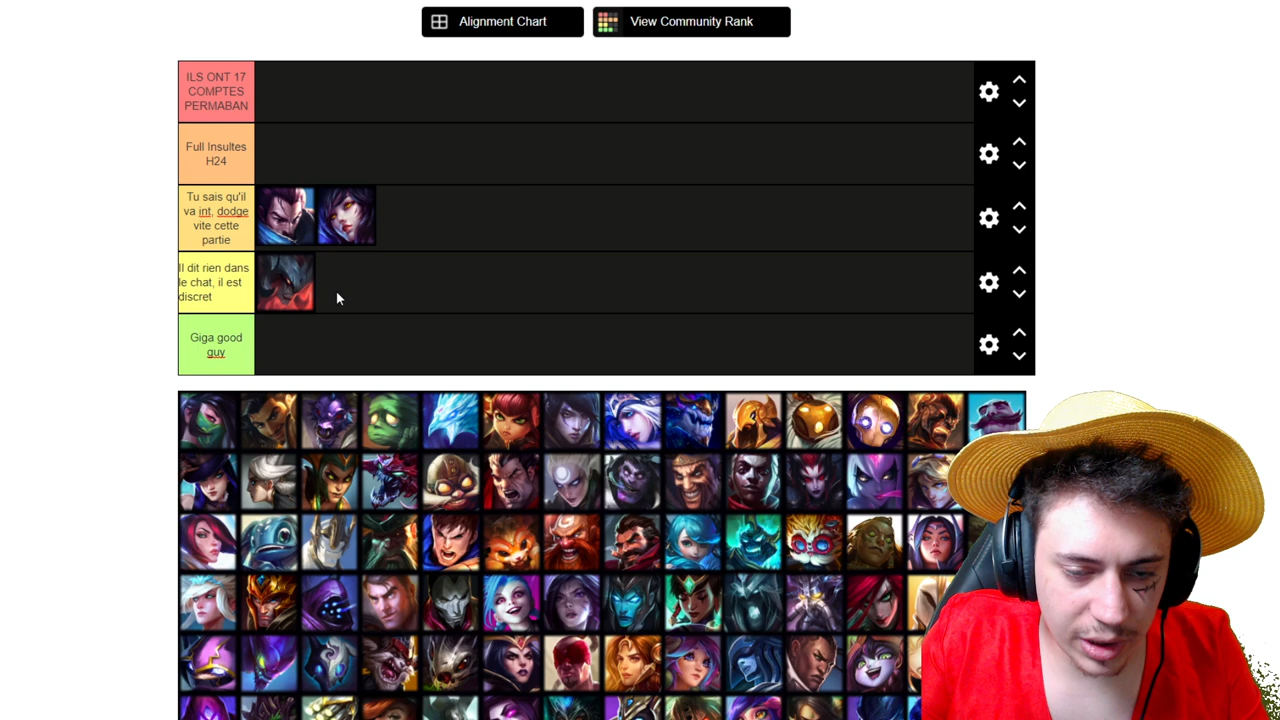 Alignment Chart
View Community Rank
ILS ONT 17
COMPTES
PERMABAN
Full Insultes
H24
Tu sais qu'il
va int, dodge
vite cette
partie
Il dit rien dans
le chat, il est
discret
Giga good
guy